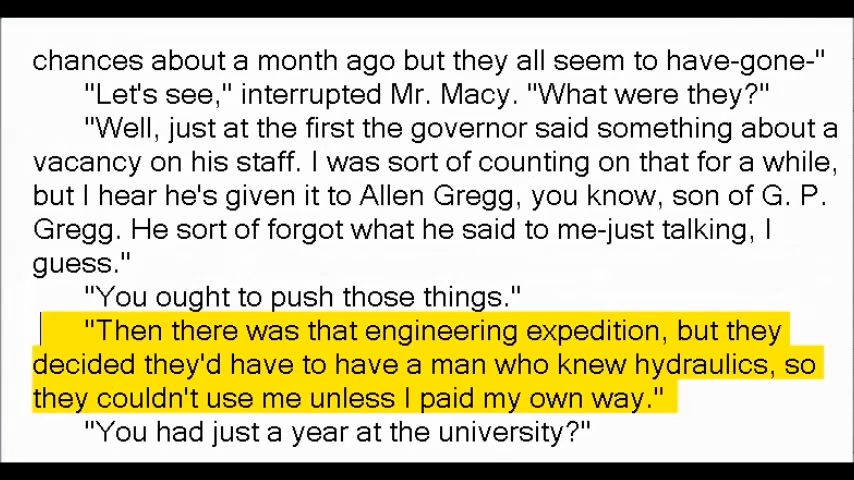 chances about a month ago but they all seem to have-gone-"
"Let's see," interrupted Mr. Macy. "What were they?"
"Well, just at the first the governor said something about a
vacancy on his staff. I was sort of counting on that for a while,
but I hear he's given it to Allen Gregg, you know, son of G. P.
Gregg. He sort of forgot what he said to me-just talking, I
guess."
"You ought to push those things."
"Then there was that engineering expedition, but they
decided they'd have to have a man who knew hydraulics, so
they couldn't use me unless I paid my own way."
"You had just a year at the university?"